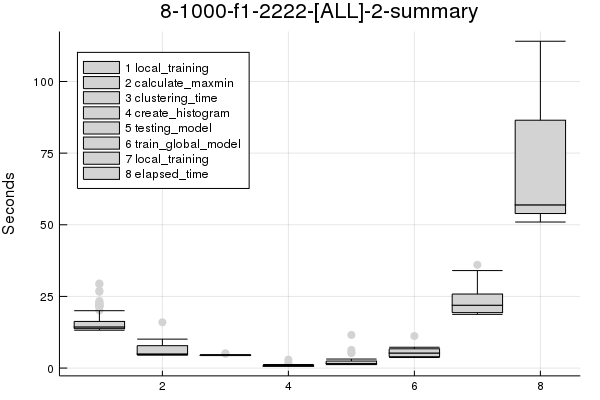 8-1000-f1-2222-[ALL]-2-summary
1 local_training
2 calculate_maxmin
3 clustering_time
4 create_histogram
5 testing_model
6 train_global_model
7 local_training
8 elapsed_time
Seconds
100
75
50
25
0
2
4
6
8